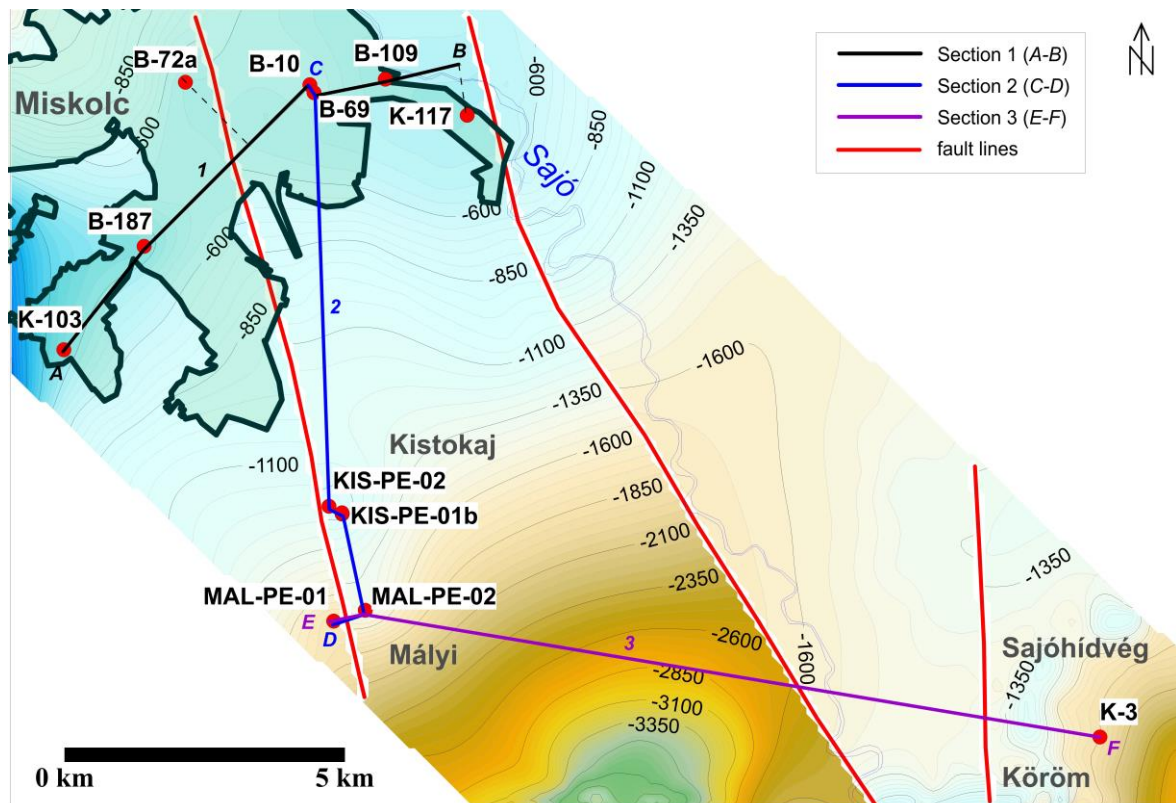 B-72a
-850
B-10
C
B-109
B
-600
N
Section 1 (A-B)
Section 2 (C-D)
Section 3 (E-F)
fault lines
Miskolc
-600
B-69
K-117
-850
1
Sajó
-1100
B-187
-600
-600
-1350
-850
2
K-103
-850
A
-1100
-1600
-1350
Kistokaj
-1600
-1100
KIS-PE-02
-1850
KIS-PE-01b
-2100
-2350
-1350
MAL-PE-01
MAL-PE-02
E
D
Mályi
3
-2600
-1600
Sajóhídvég
-2850
-1350
-3100
K-3
-3350
F
0 km
5 km
Köröm